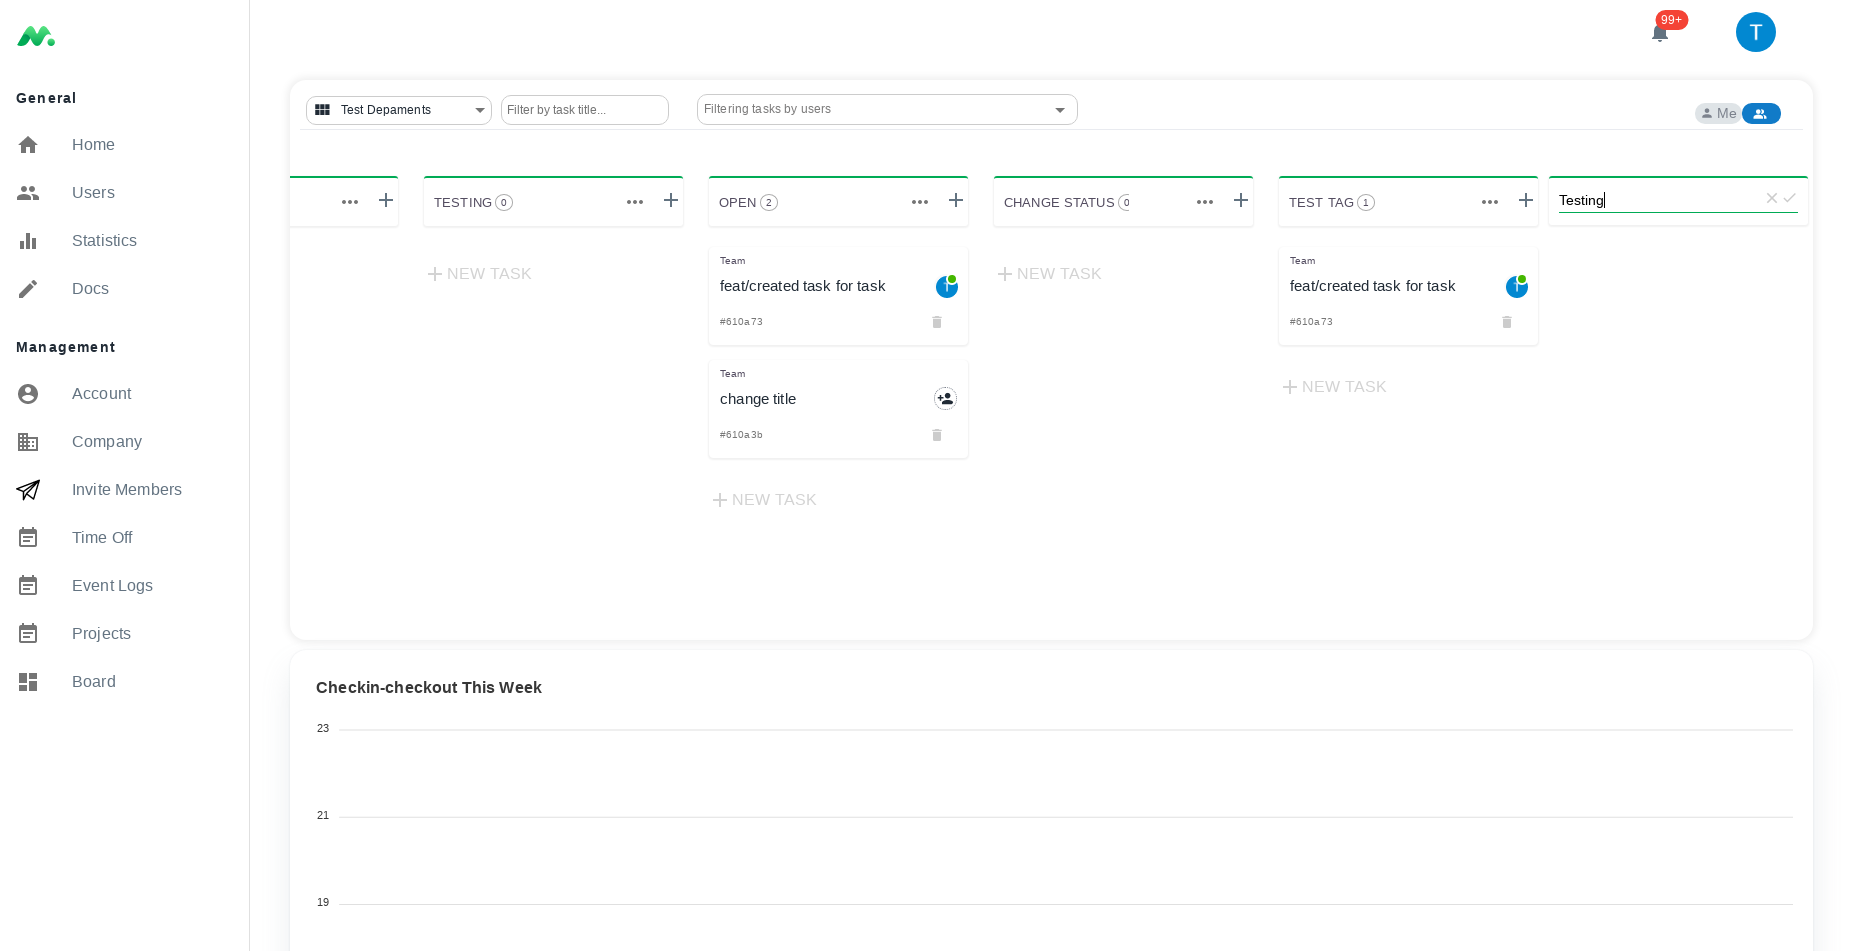 99+
T
General
Home
Users
Statistics
Docs
Management
Account
Company
Invite Members
Time Off
Event Logs
Projects
Board
Test Depaments
Filter by task title...
Filtering tasks by users
Me
TESTING 0
OPEN 2
CHANGE STATUS 0
TEST TAG 1
Testing
NEW TASK
Team
feat/created task for task
T
#610a73
Team
change title
#610a3b
NEW TASK
NEW TASK
Team
feat/created task for task
T
#610a73
NEW TASK
Checkin-checkout This Week
23
21
19